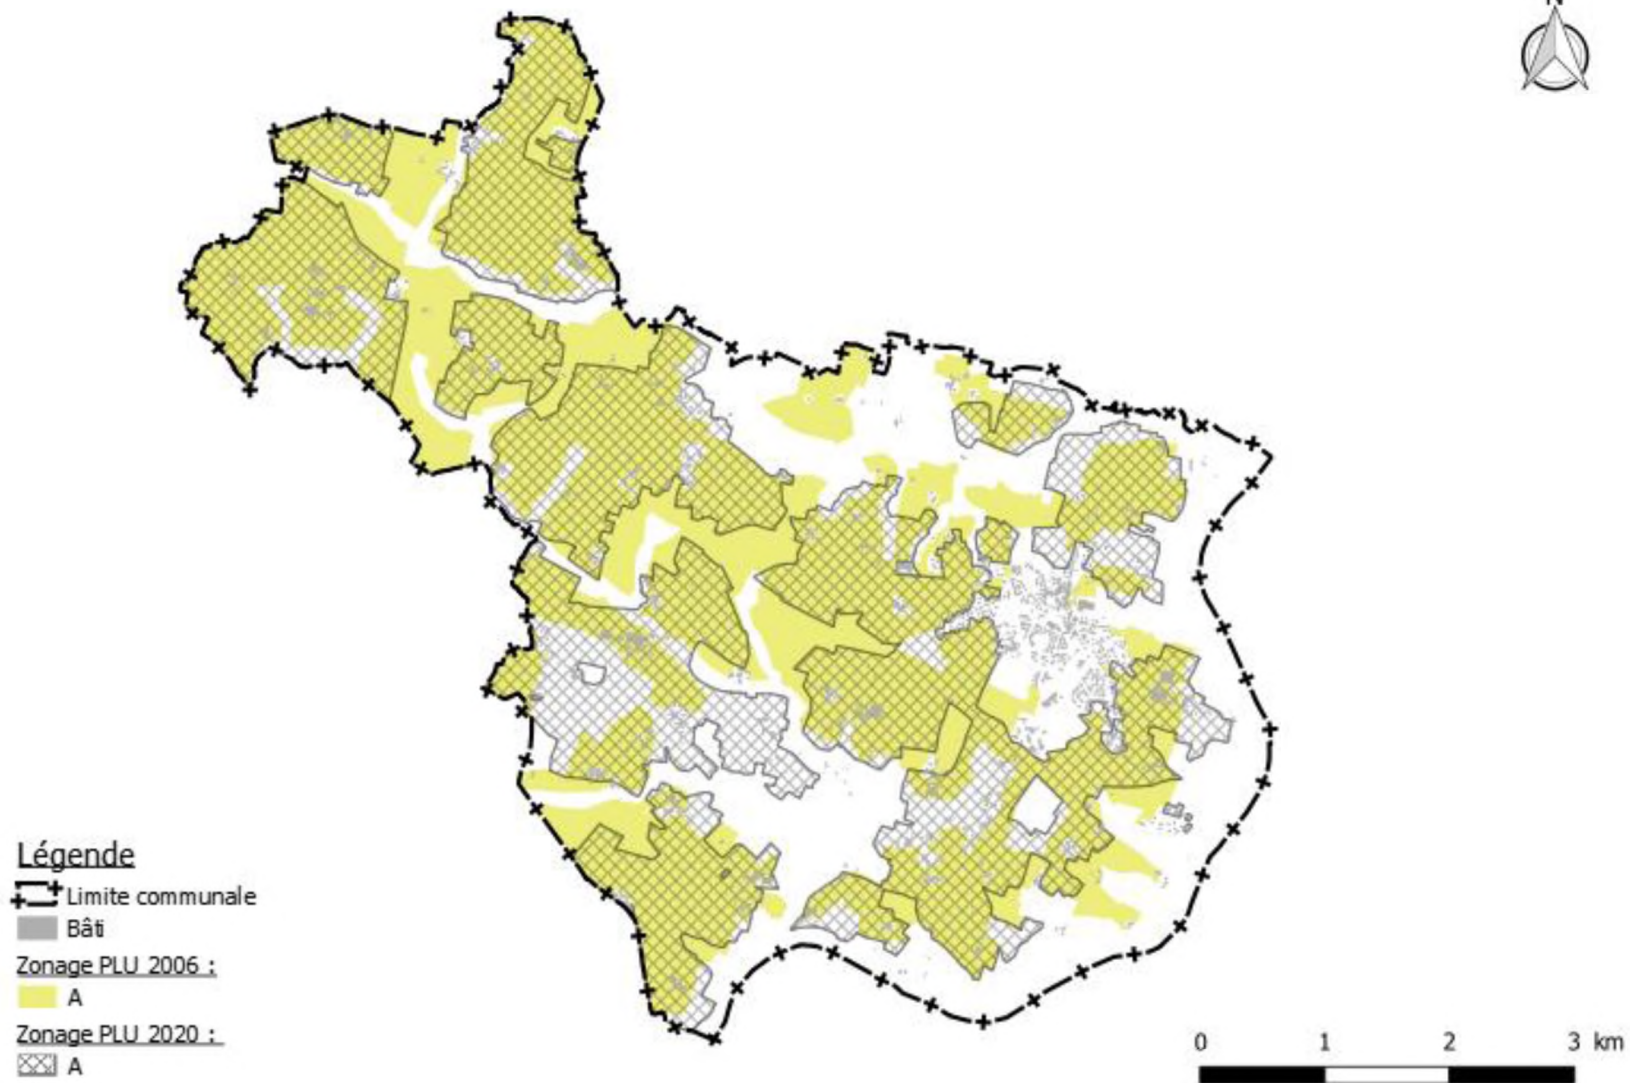 N
Légende
Limite communale
Bâti
Zonage PLU 2006 :
A
Zonage PLU 2020 :
A
0 1 2 3 km